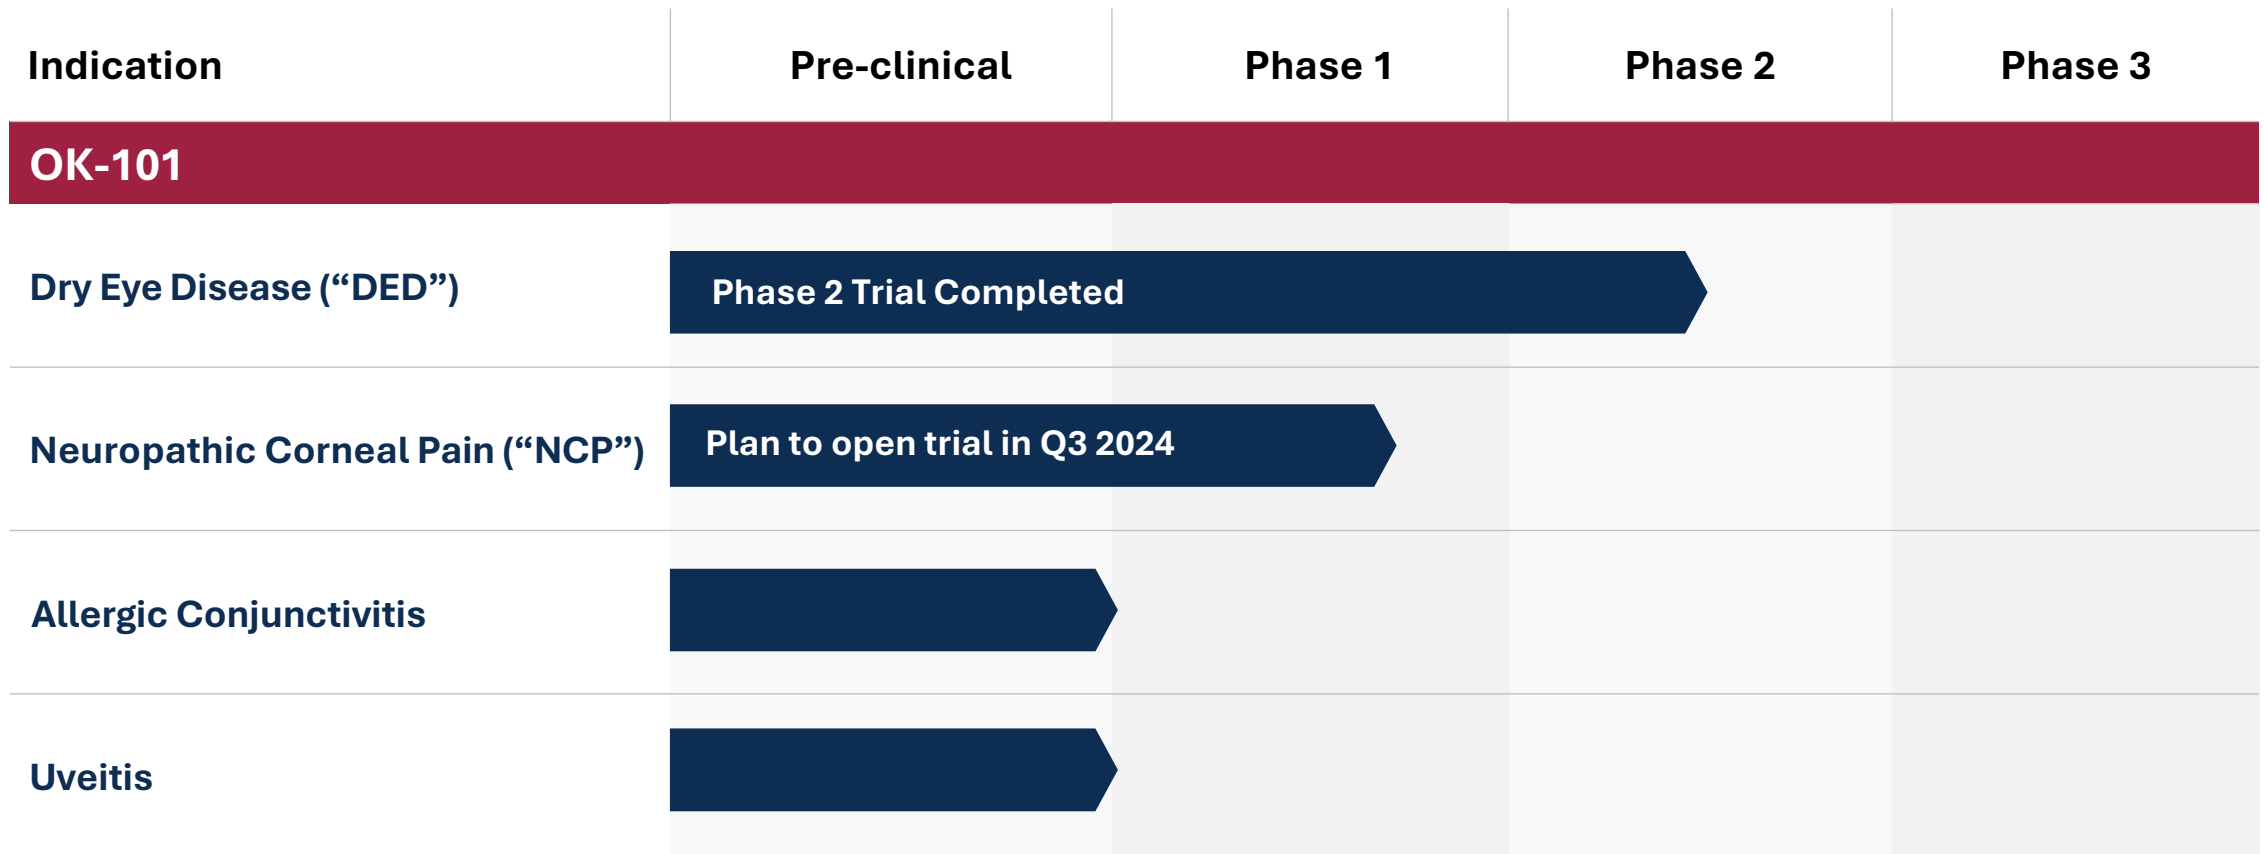 Indication
Pre-clinical
Phase 1
Phase 2
Phase 3
OK-101
Dry Eye Disease (“DED”)
Phase 2 Trial Completed
Neuropathic Corneal Pain (“NCP”)
Plan to open trial in Q3 2024
Allergic Conjunctivitis
Uveitis